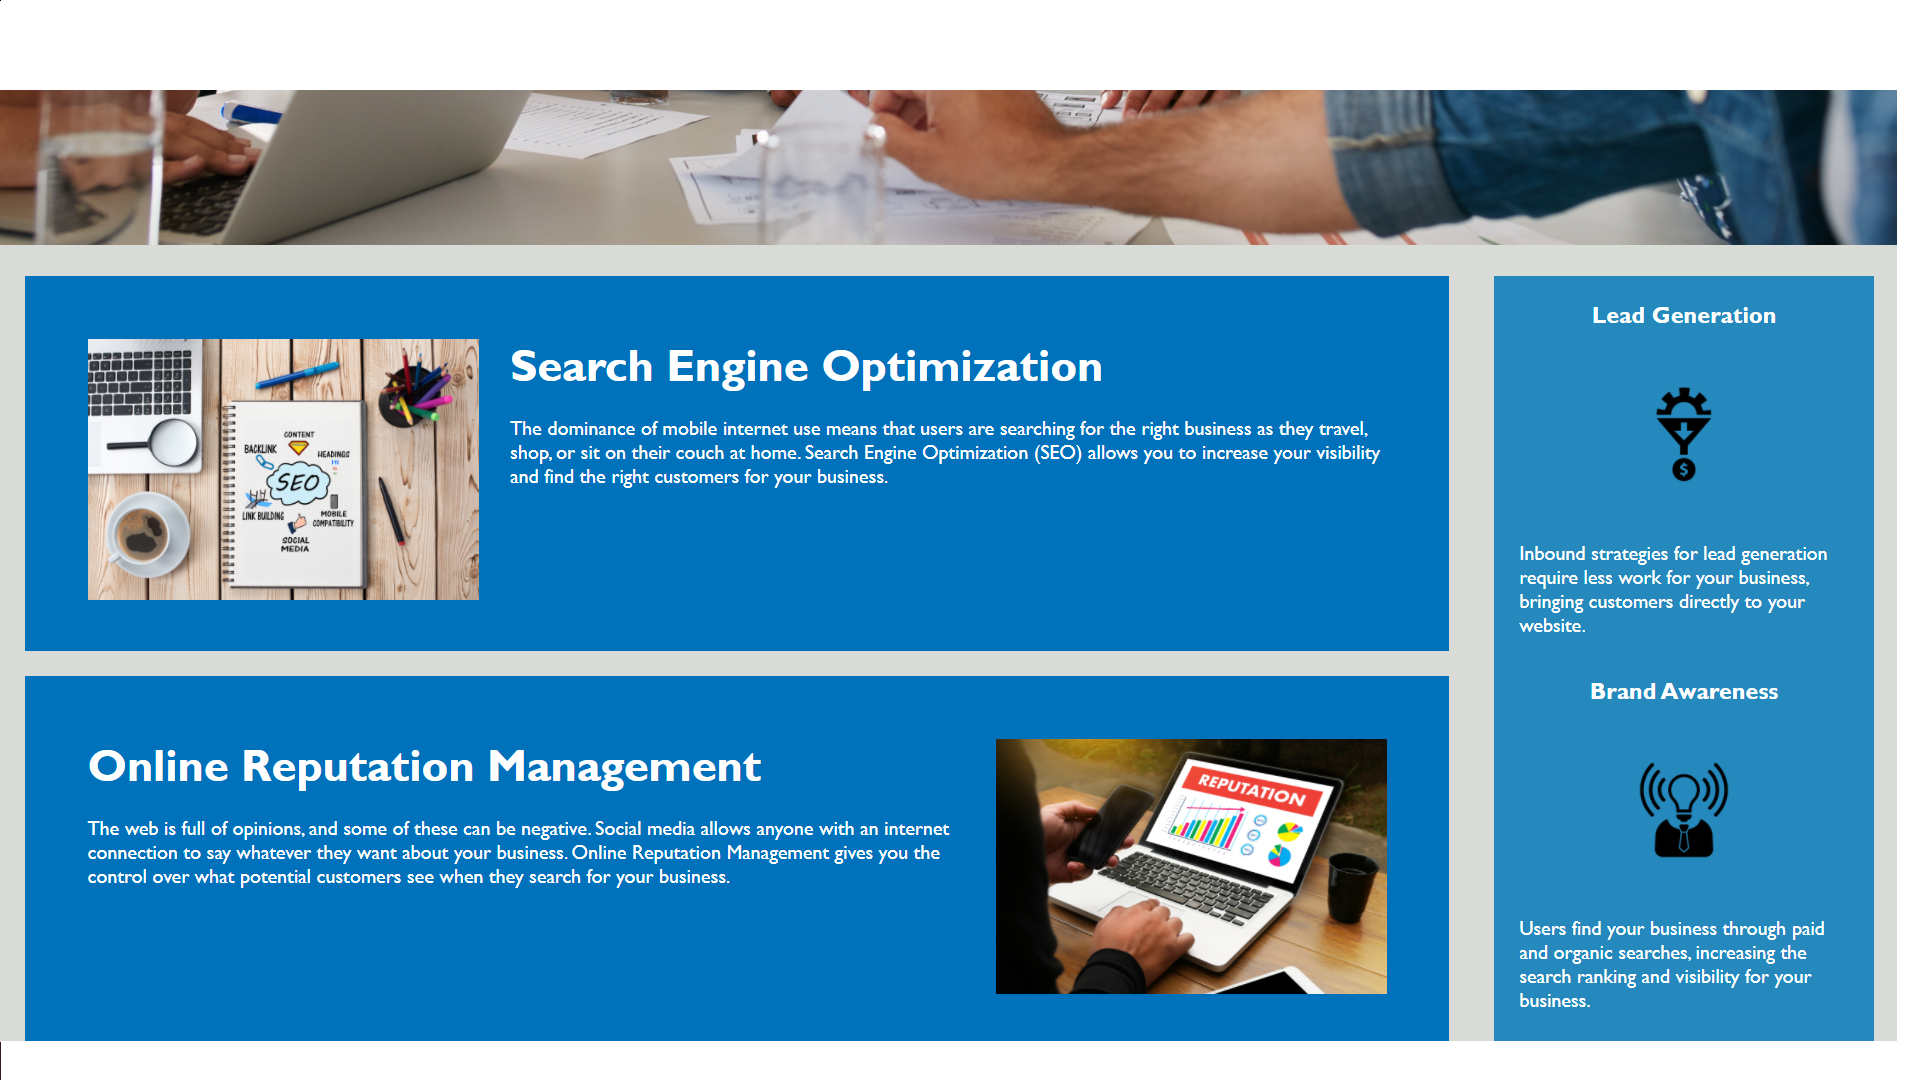 Search Engine Optimization
The dominance of mobile internet use means that users are searching for the right business as they travel,
shop, or sit on their couch at home. Search Engine Optimization (SEO) allows you to increase your visibility
and find the right customers for your business.
CONTENT
BACKLINK
HEADINGS
SEO
LINK BUILDING
MOBILE
COMPATIBILITY
SOCIAL
MEDIA
Online Reputation Management
The web is full of opinions, and some of these can be negative. Social media allows anyone with an internet
connection to say whatever they want about your business. Online Reputation Management gives you the
control over what potential customers see when they search for your business.
REPUTATION
Lead Generation
$
Inbound strategies for lead generation
require less work for your business,
bringing customers directly to your
website.
Brand Awareness
Users find your business through paid
and organic searches, increasing the
search ranking and visibility for your
business.